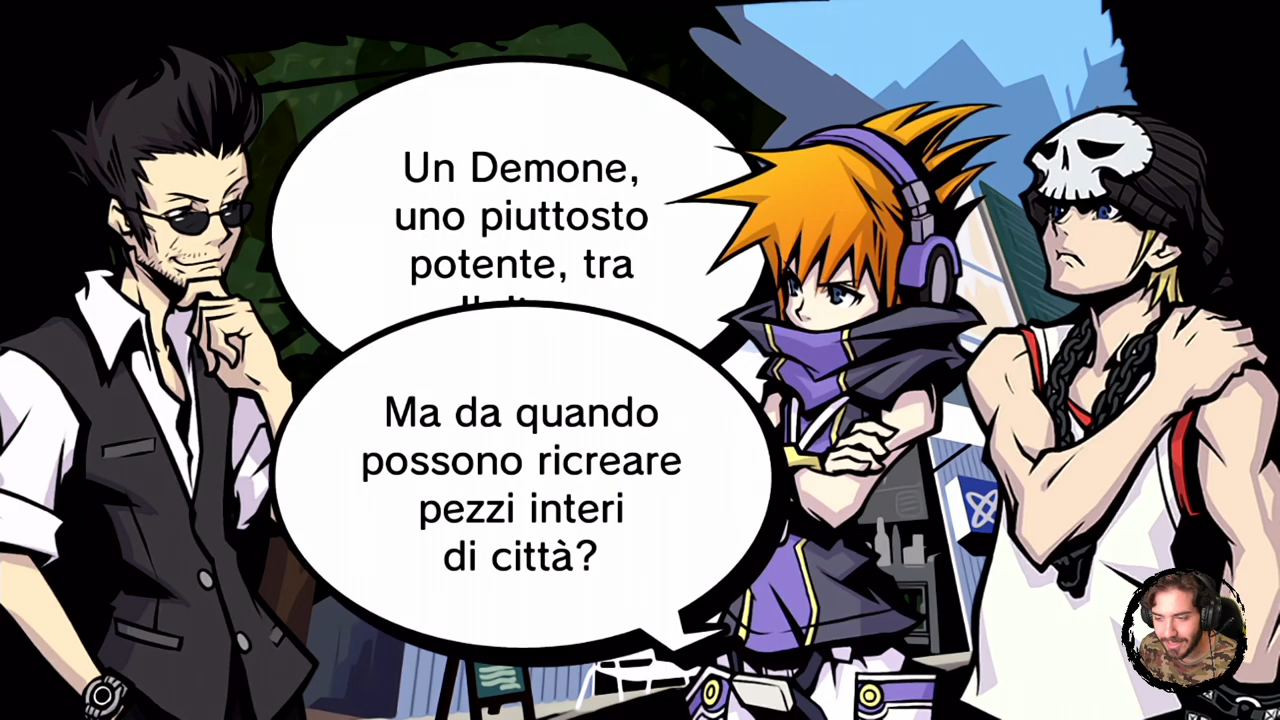 Un Demone,
uno piuttosto
potente, tra
Ma da quando
possono ricreare
pezzi interi
di città?